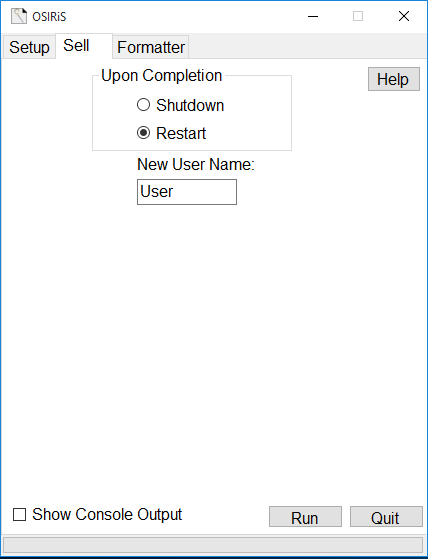 OSIRiS
Setup Sell Formatter
Upon Completion
Help
Shutdown
Restart
New User Name:
User
Show Console Output
Run Quit